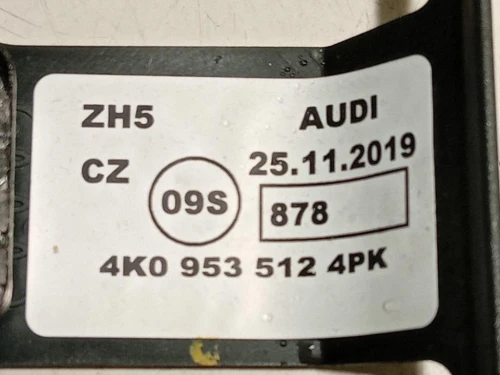 ZH5 AUDI
CZ 25.11.2019
09S 878
4K0 953 512 4PK